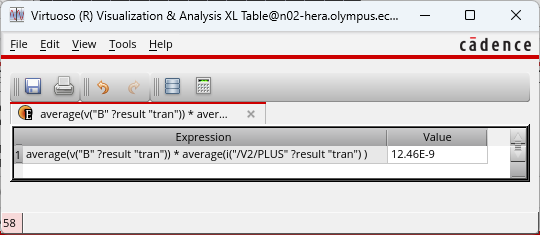 Virtuoso (R) Visualization & Analysis XL Table@n02-hera.olympus.ec...
File Edit View Tools Help cādence
average(v("B" ?result "tran")) * aver...
Expression Value
1 average(v("B" ?result "tran")) * average(i("/V2/PLUS" ?result "tran") ) 12.46E-9
58